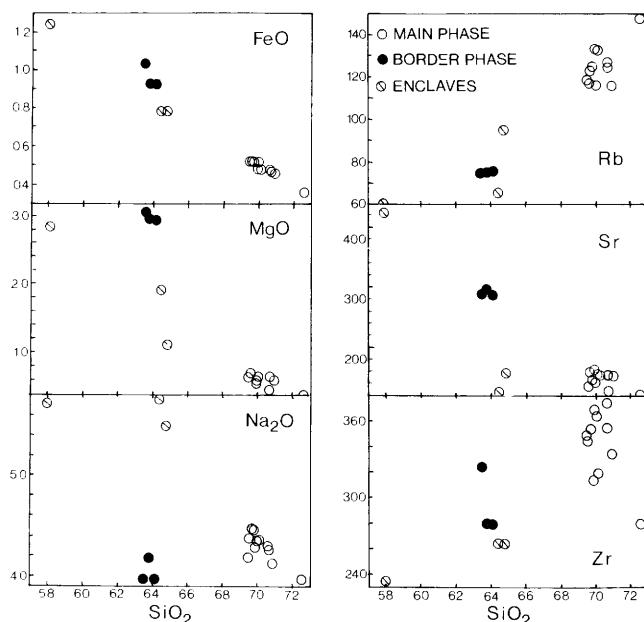 1.2
1.0
0.8
0.6
0.4
FeO
3.0
2.0
1.0
MgO
5.0
4.0
Na₂O
58 60 62 64 66 68 70 72
SiO₂
140
120
100
80
60
○ MAIN PHASE
● BORDER PHASE
⦸ ENCLAVES
Rb
400
300
180
Sr
360
280
240
Zr
58 60 62 64 66 68 70 72
SiO₂